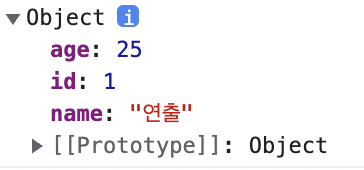 Object i
age: 25
id: 1
name: "연출"
[[Prototype]]: Object